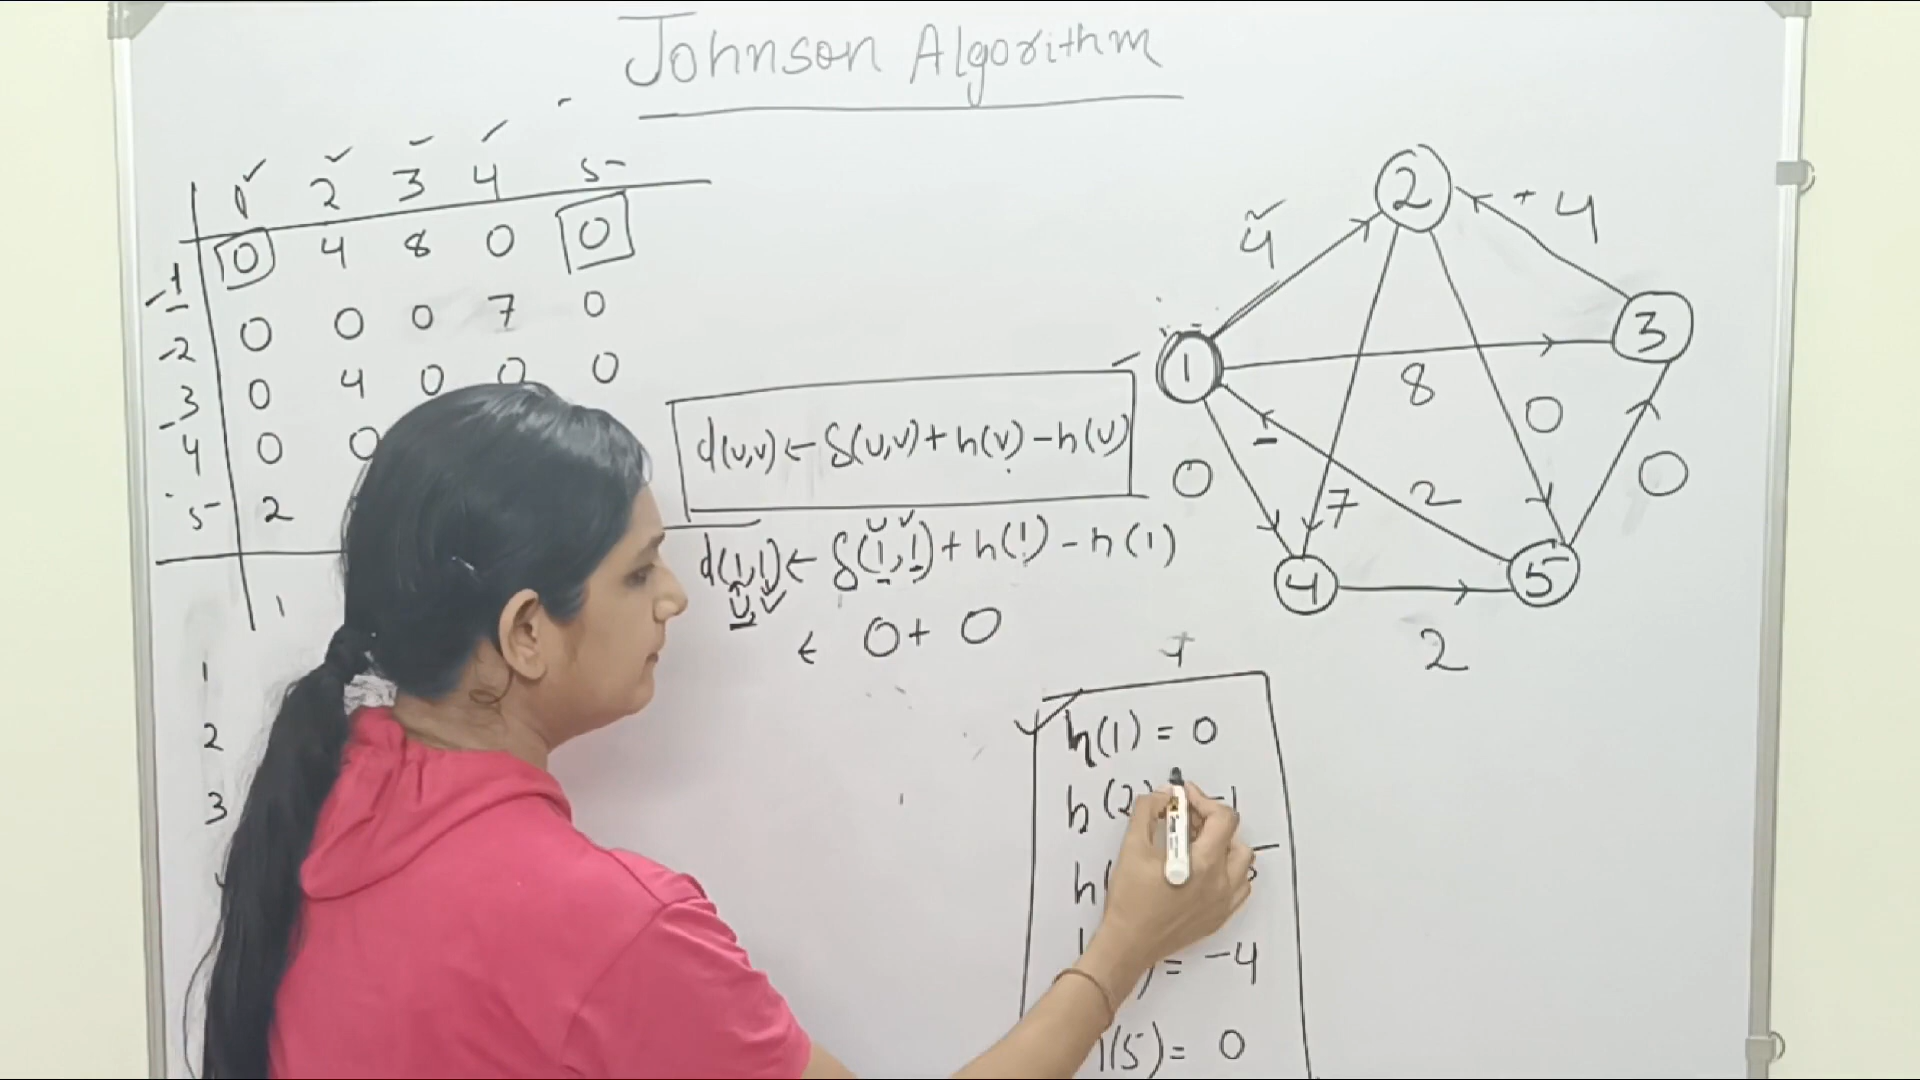 Johnson Algorithm
1 2 3 4 5
1 0 4 8 0 0
2 0 0 0 7 0
3 0 4 0 0 0
4 0 0
5 2
1
1
2
3
d(u,v) ← δ(u,v) + h(v) - h(u)
d(1,1) ← δ(1,1) + h(1) - h(1)
u, v
← 0 + 0
2
4
4
1
3
8
0
0
0
7
2
4
5
2
h(1) = 0
h(2) -1
h(
) = -4
h(5) = 0